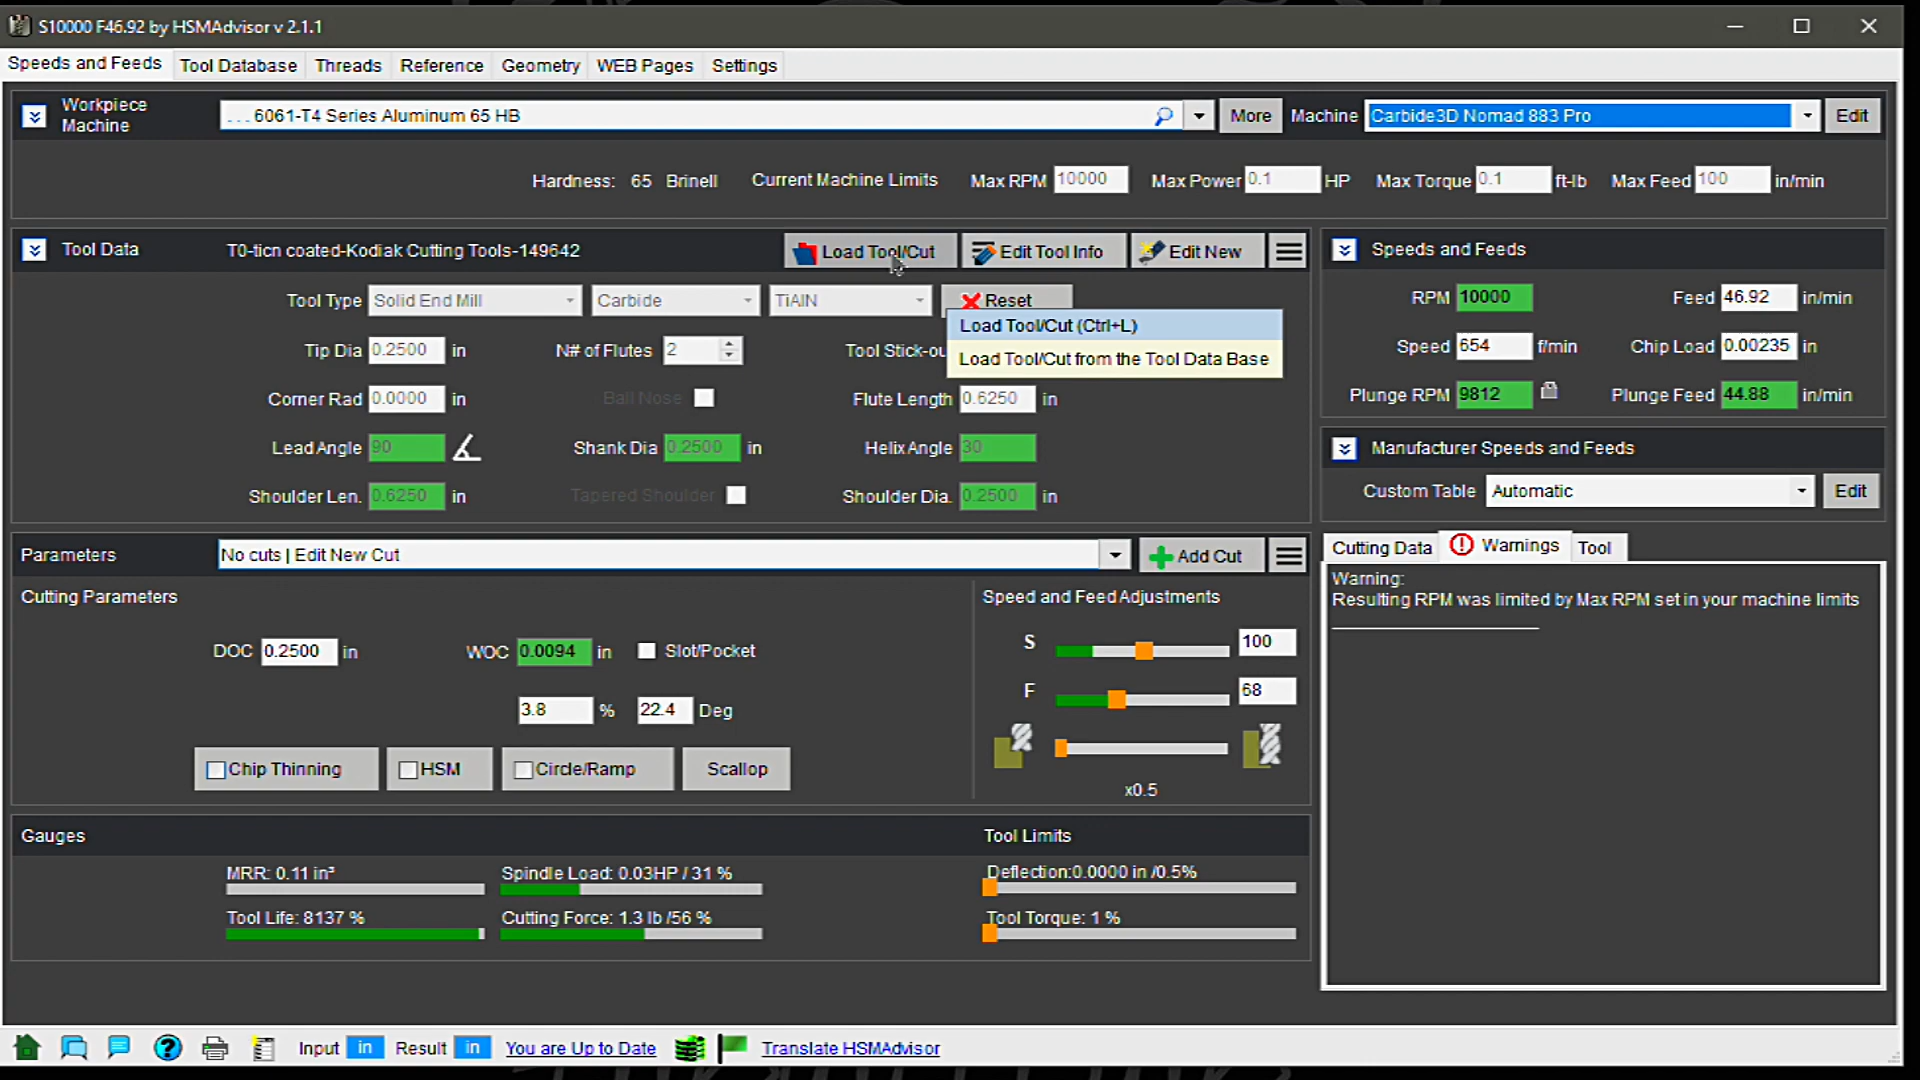 S10000 F46.92 by HSMAdvisor v 2.1.1
Speeds and Feeds Tool Database Threads Reference Geometry WEB Pages Settings
Workpiece
Machine
. . . 6061-T4 Series Aluminum 65 HB
More
Machine
Carbide3D Nomad 883 Pro
Edit
Hardness: 65 Brinell Current Machine Limits Max RPM 10000 Max Power 0.1 HP Max Torque 0.1 ft-lb Max Feed 100 in/min
Tool Data T0-ticn coated-Kodiak Cutting Tools-149642 Load Tool/Cut Edit Tool Info Edit New
Tool Type Solid End Mill Carbide TiAlN Reset
Load Tool/Cut (Ctrl+L)
Load Tool/Cut from the Tool Data Base
Tip Dia 0.2500 in N# of Flutes 2 Tool Stick-ou
Corner Rad 0.0000 in Ball Nose Flute Length 0.6250 in
Lead Angle 90 Shank Dia 0.2500 in Helix Angle 30
Shoulder Len. 0.6250 in Tapered Shoulder Shoulder Dia. 0.2500 in
Speeds and Feeds
RPM 10000 Feed 46.92 in/min
Speed 654 f/min Chip Load 0.00235 in
Plunge RPM 9812 Plunge Feed 44.88 in/min
Manufacturer Speeds and Feeds
Custom Table Automatic Edit
Parameters No cuts | Edit New Cut Add Cut
Cutting Parameters
DOC 0.2500 in WOC 0.0094 in Slot/Pocket
3.8 % 22.4 Deg
Chip Thinning HSM Circle/Ramp Scallop
Speed and Feed Adjustments
S 100
F 68
x0.5
Cutting Data Warnings Tool
Warning:
Resulting RPM was limited by Max RPM set in your machine limits
Gauges
MRR: 0.11 in³ Spindle Load: 0.03HP / 31 %
Tool Life: 8137 % Cutting Force: 1.3 lb /56 %
Tool Limits
Deflection:0.0000 in /0.5%
Tool Torque: 1 %
Input in Result in You are Up to Date Translate HSMAdvisor